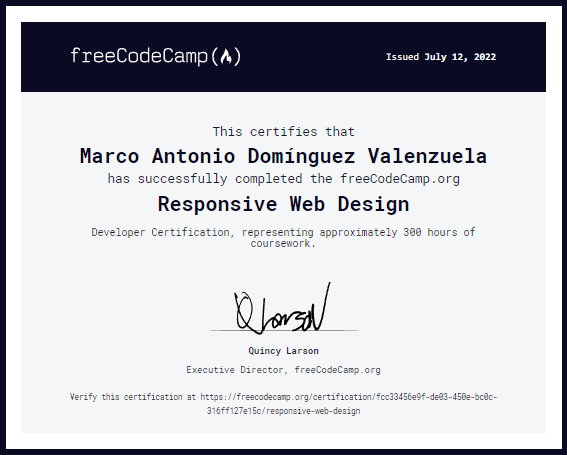 freeCodeCamp(🔥)
Issued July 12, 2022
This certifies that
Marco Antonio Domínguez Valenzuela
has successfully completed the freeCodeCamp.org
Responsive Web Design
Developer Certification, representing approximately 300 hours of
coursework.
QLarson
Quincy Larson
Executive Director, freeCodeCamp.org
Verify this certification at https://freecodecamp.org/certification/fcc33456e9f-de03-450e-bc0c-
316ff127e15c/responsive-web-design